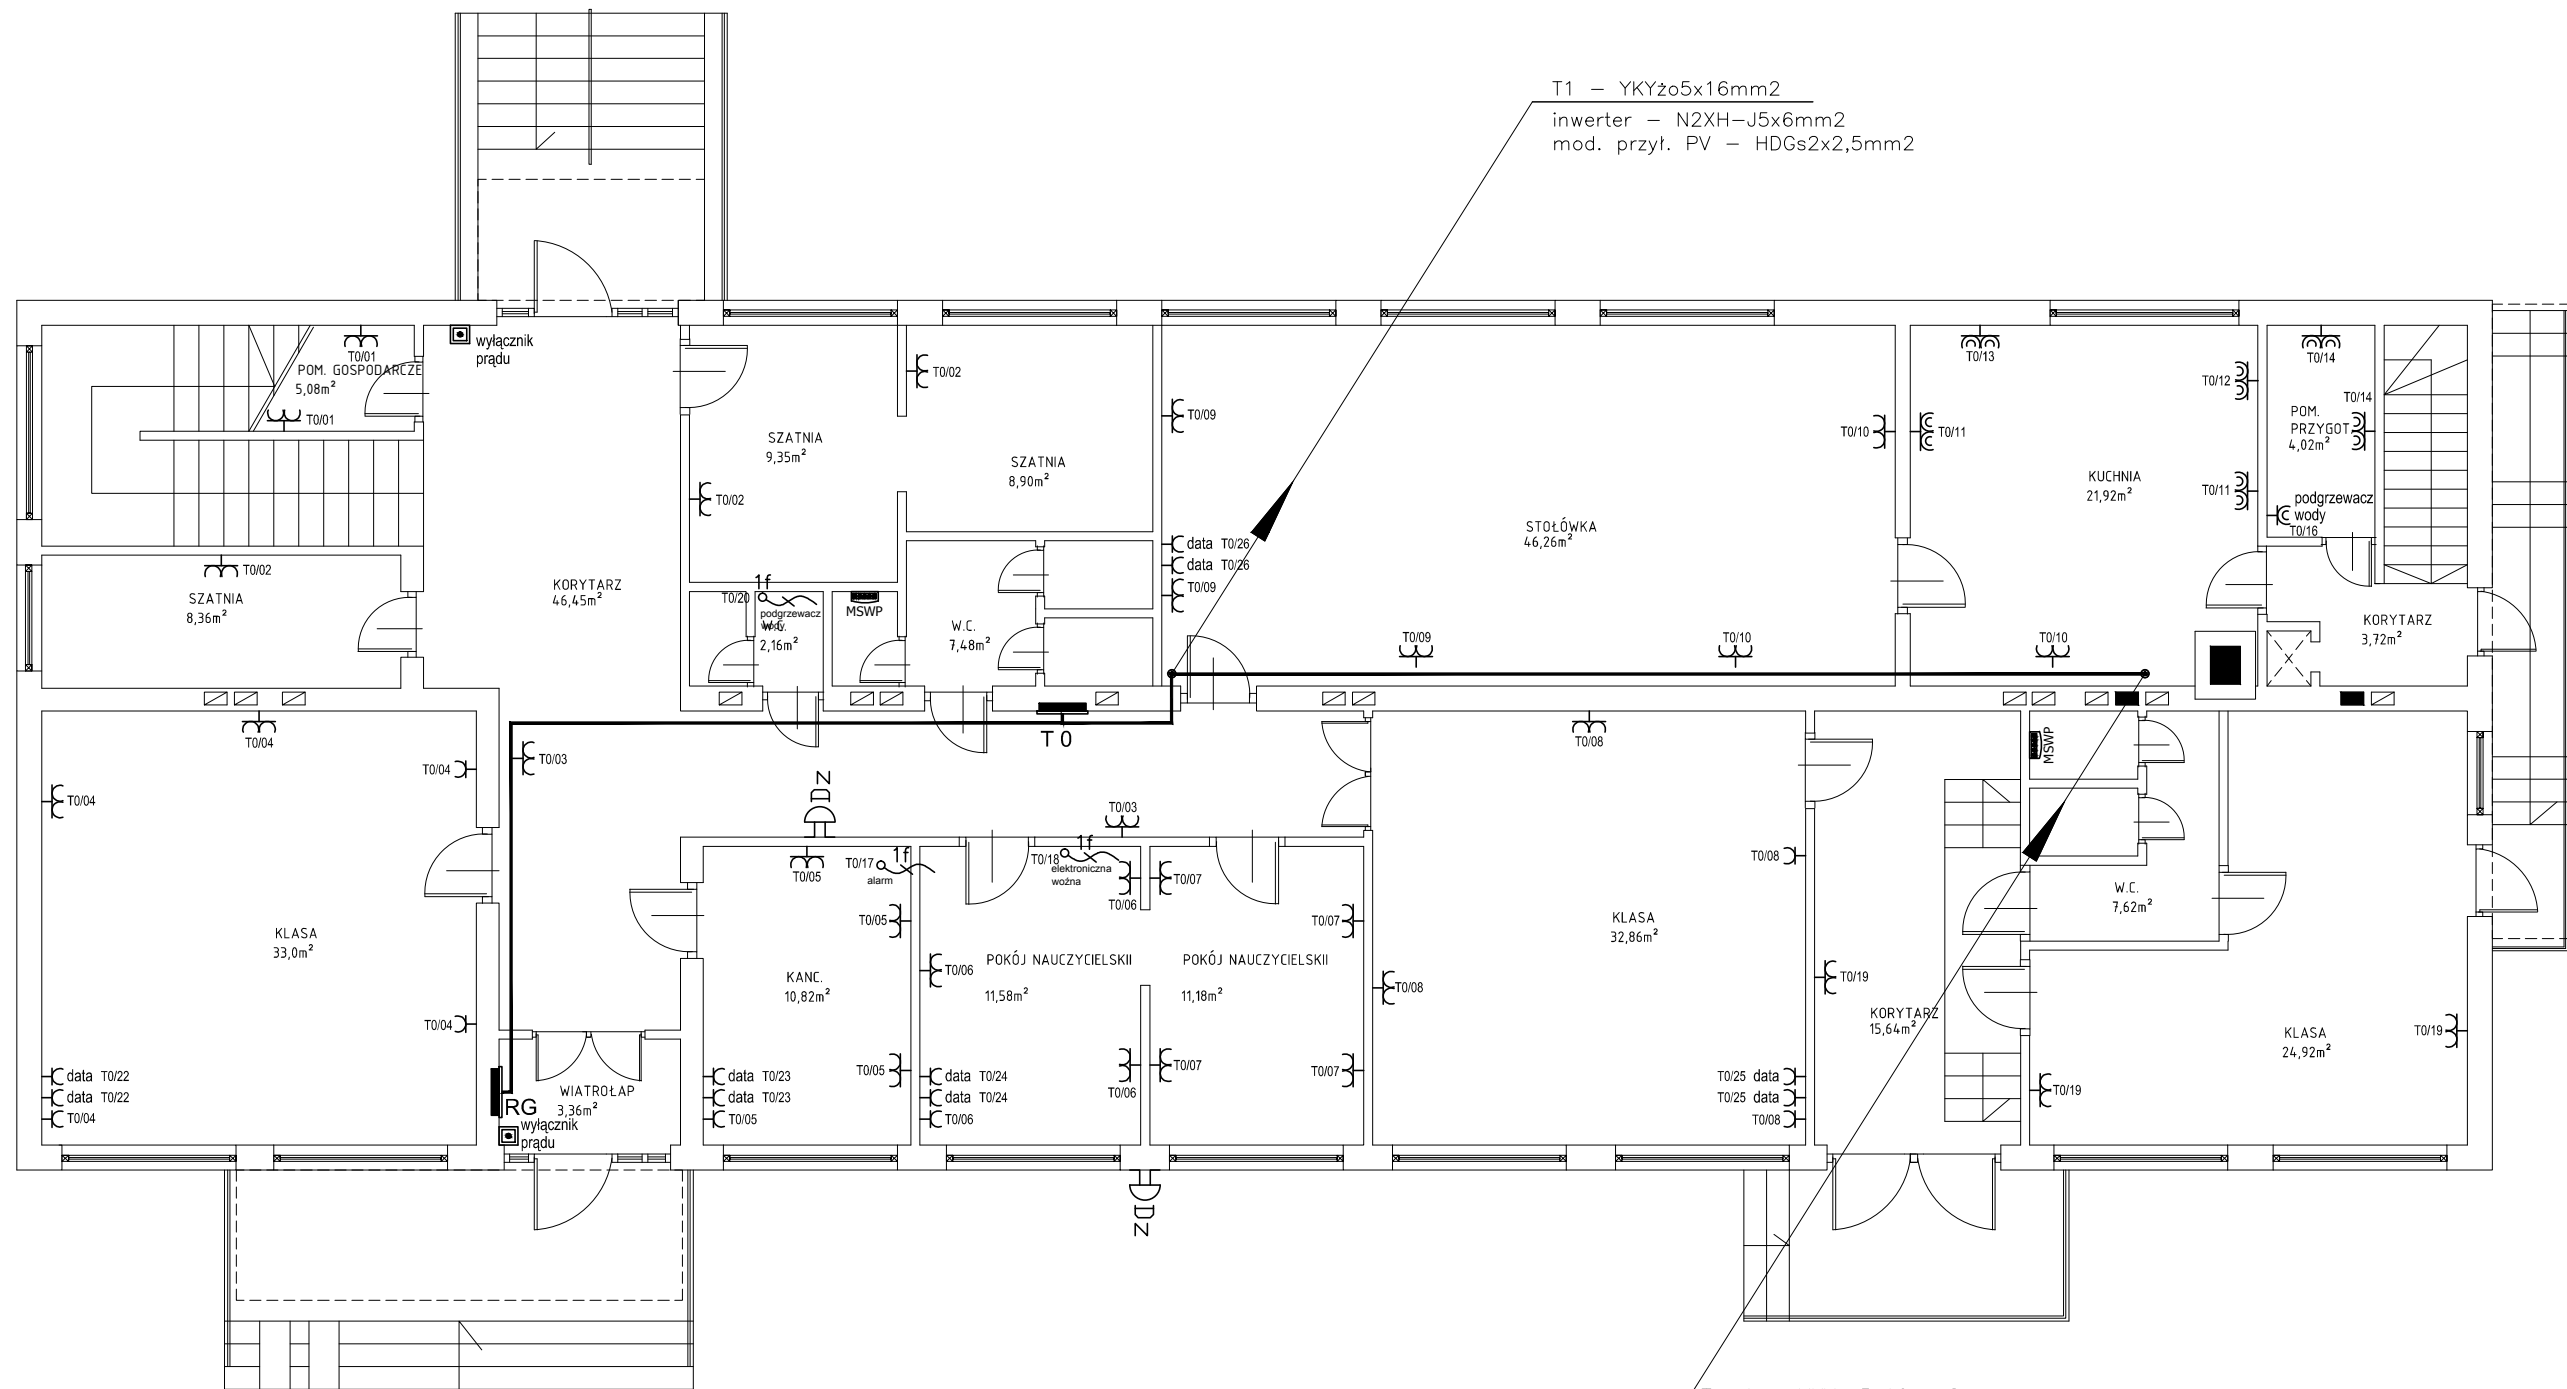 T1 – YKYżo5x16mm2
inwerter – N2XH-J5x6mm2
mod. przył. PV – HDGs2x2,5mm2
T0/01
POM. GOSPODARCZE
5,08m²
T0/01
wyłącznik
prądu
T0/02
SZATNIA
8,36m²
KORYTARZ
46,45m²
SZATNIA
9,35m²
T0/02
T0/02
SZATNIA
8,90m²
T0/20
1f
podgrzewacz
wody
W.C.
2,16m²
MSWP
W.C.
7,48m²
T0/09
data T0/26
data T0/26
T0/09
STOŁÓWKA
46,26m²
T0/10
T0/09
T0/10
T0/13
T0/12
T0/11
T0/11
KUCHNIA
21,92m²
T0/10
T0/14
T0/14
POM.
PRZYGOT
4,02m²
podgrzewacz
wody
T0/16
KORYTARZ
3,72m²
T0/04
T0/04
T0/04
KLASA
33,0m²
T0/04
data T0/22
data T0/22
T0/04
T0/03
T0
DZ
T0/03
RG
wyłącznik
prądu
WIATROŁAP
3,36m²
T0/05
T0/17
1f
alarm
T0/05
KANC.
10,82m²
T0/05
data T0/23
data T0/23
T0/05
T0/18
1f
elektroniczna
woźna
T0/06
T0/06
POKÓJ NAUCZYCIELSKII
11,58m²
data T0/24
data T0/24
T0/06
T0/06
T0/07
T0/07
POKÓJ NAUCZYCIELSKII
11,18m²
T0/07
T0/07
DZ
T0/08
T0/08
KLASA
32,86m²
T0/08
T0/25 data
T0/25 data
T0/08
T0/19
KORYTARZ
15,64m²
MSWP
W.C.
7,62m²
KLASA
24,92m²
T0/19
T0/19